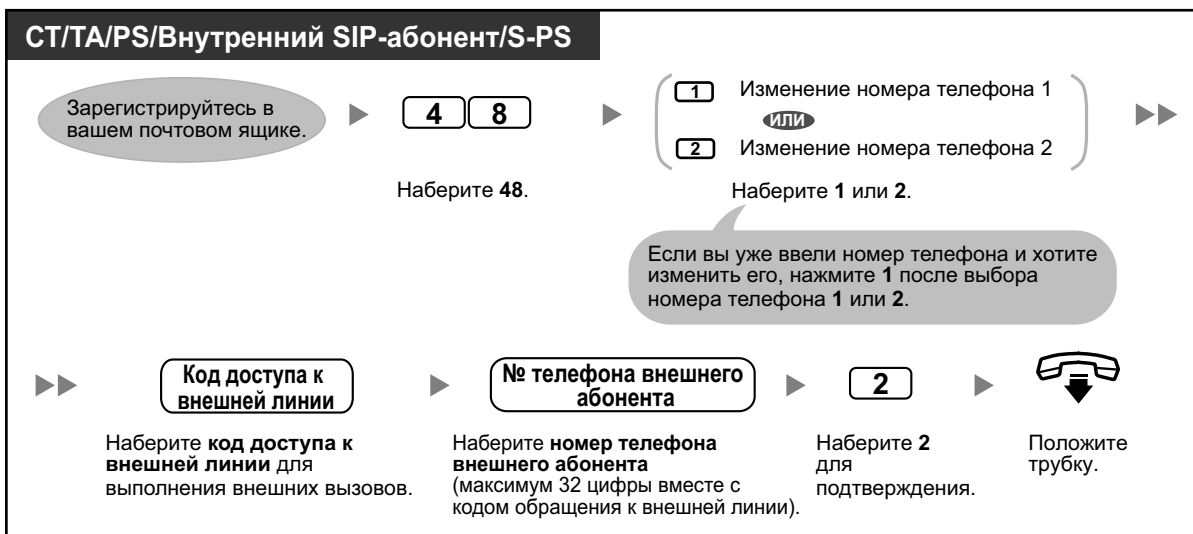 СТ/ТА/PS/Внутренний SIP-абонент/S-PS
Зарегистрируйтесь в
вашем почтовом ящике.
4 8
Наберите 48.
1 Изменение номера телефона 1
или
2 Изменение номера телефона 2
Наберите 1 или 2.
Если вы уже ввели номер телефона и хотите
изменить его, нажмите 1 после выбора
номера телефона 1 или 2.
Код доступа к
внешней линии
Наберите код доступа к
внешней линии для
выполнения внешних вызовов.
№ телефона внешнего
абонента
Наберите номер телефона
внешнего абонента
(максимум 32 цифры вместе с
кодом обращения к внешней линии).
2
Наберите 2
для
подтверждения.
Положите
трубку.